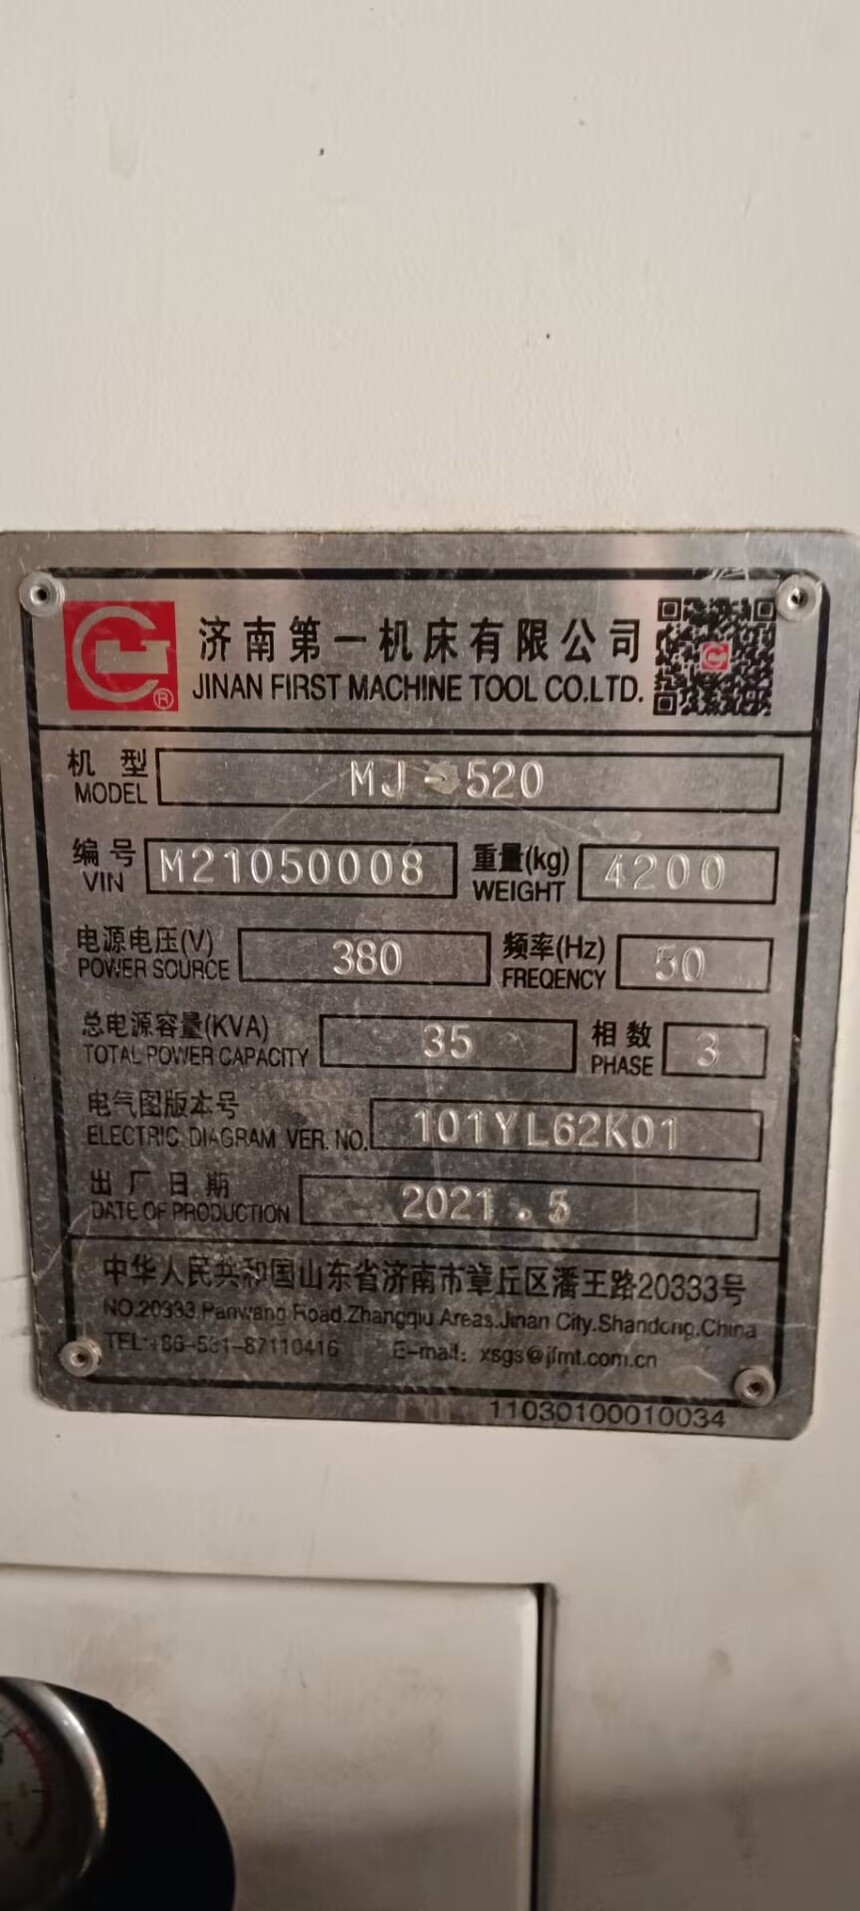 济南第一机床有限公司
JINAN FIRST MACHINE TOOL CO.LTD.
机 型 MJ-520
MODEL
编号 M21050008 重量(kg) 4200
VIN WEIGHT
电源电压(V) 380 频率(Hz) 50
POWER SOURCE FREQENCY
总电源容量(KVA) 35 相数 3
TOTAL POWER CAPACITY PHASE
电气图版本号 101YL62K01
ELECTRIC DIAGRAM VER. NO.
出厂日期 2021.5
DATE OF PRODUCTION
中华人民共和国山东省济南市章丘区潘王路20333号
NO.20333.Panwang Road.Zhangqiu Areas.Jinan City.Shandong.China
TEL:+86-531-87110416 E-mail: xsgs@jfmt.com.cn
11030100010034